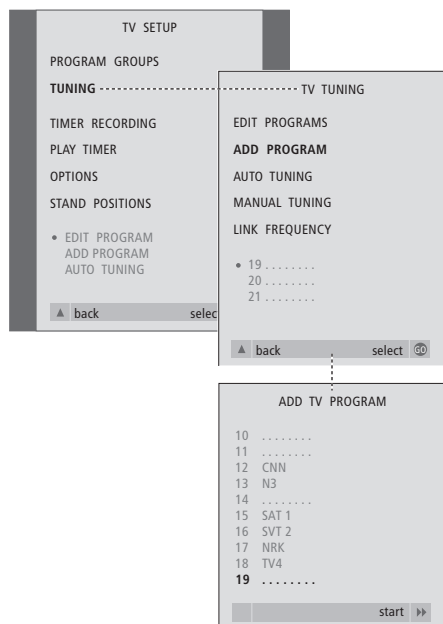 TV SETUP
PROGRAM GROUPS
TUNING
TIMER RECORDING
PLAY TIMER
OPTIONS
STAND POSITIONS
• EDIT PROGRAM
ADD PROGRAM
AUTO TUNING
▲ back selec
TV TUNING
EDIT PROGRAMS
ADD PROGRAM
AUTO TUNING
MANUAL TUNING
LINK FREQUENCY
• 19 ........
20 ........
21 ........
▲ back select GO
ADD TV PROGRAM
10 ........
11 ........
12 CNN
13 N3
14 ........
15 SAT 1
16 SVT 2
17 NRK
18 TV4
19 ........
start ▸▸